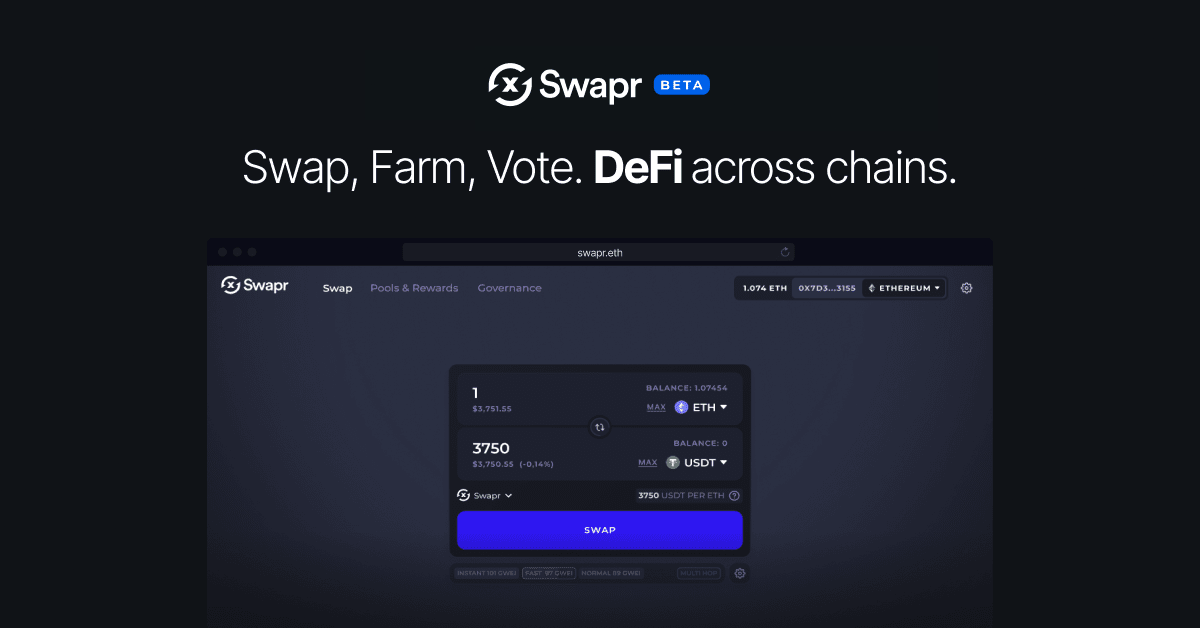 Swapr BETA
Swap, Farm, Vote. DeFi across chains.
swapr.eth
Swapr Swap Pools & Rewards Governance 1.074 ETH 0X7D3...3155 ETHEREUM
1 BALANCE: 1.07454
$3,751.55 MAX ETH
3750 BALANCE: 0
$3,750.55 (-0,14%) MAX USDT
Swapr 3750 USDT PER ETH ?
SWAP
INSTANT 101 GWEI FAST 97 GWEI NORMAL 89 GWEI MULTI HOP